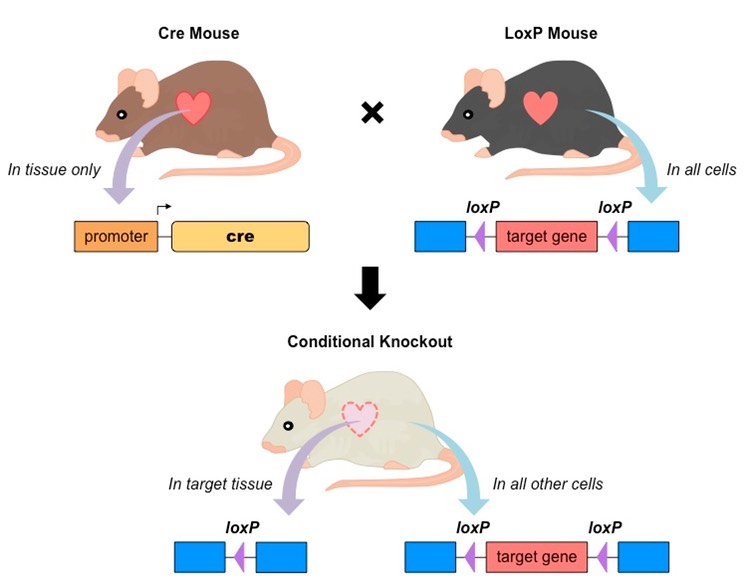 Cre Mouse
LoxP Mouse
In tissue only
In all cells
loxP
loxP
promoter
cre
target gene
Conditional Knockout
In target tissue
In all other cells
loxP
loxP
loxP
target gene